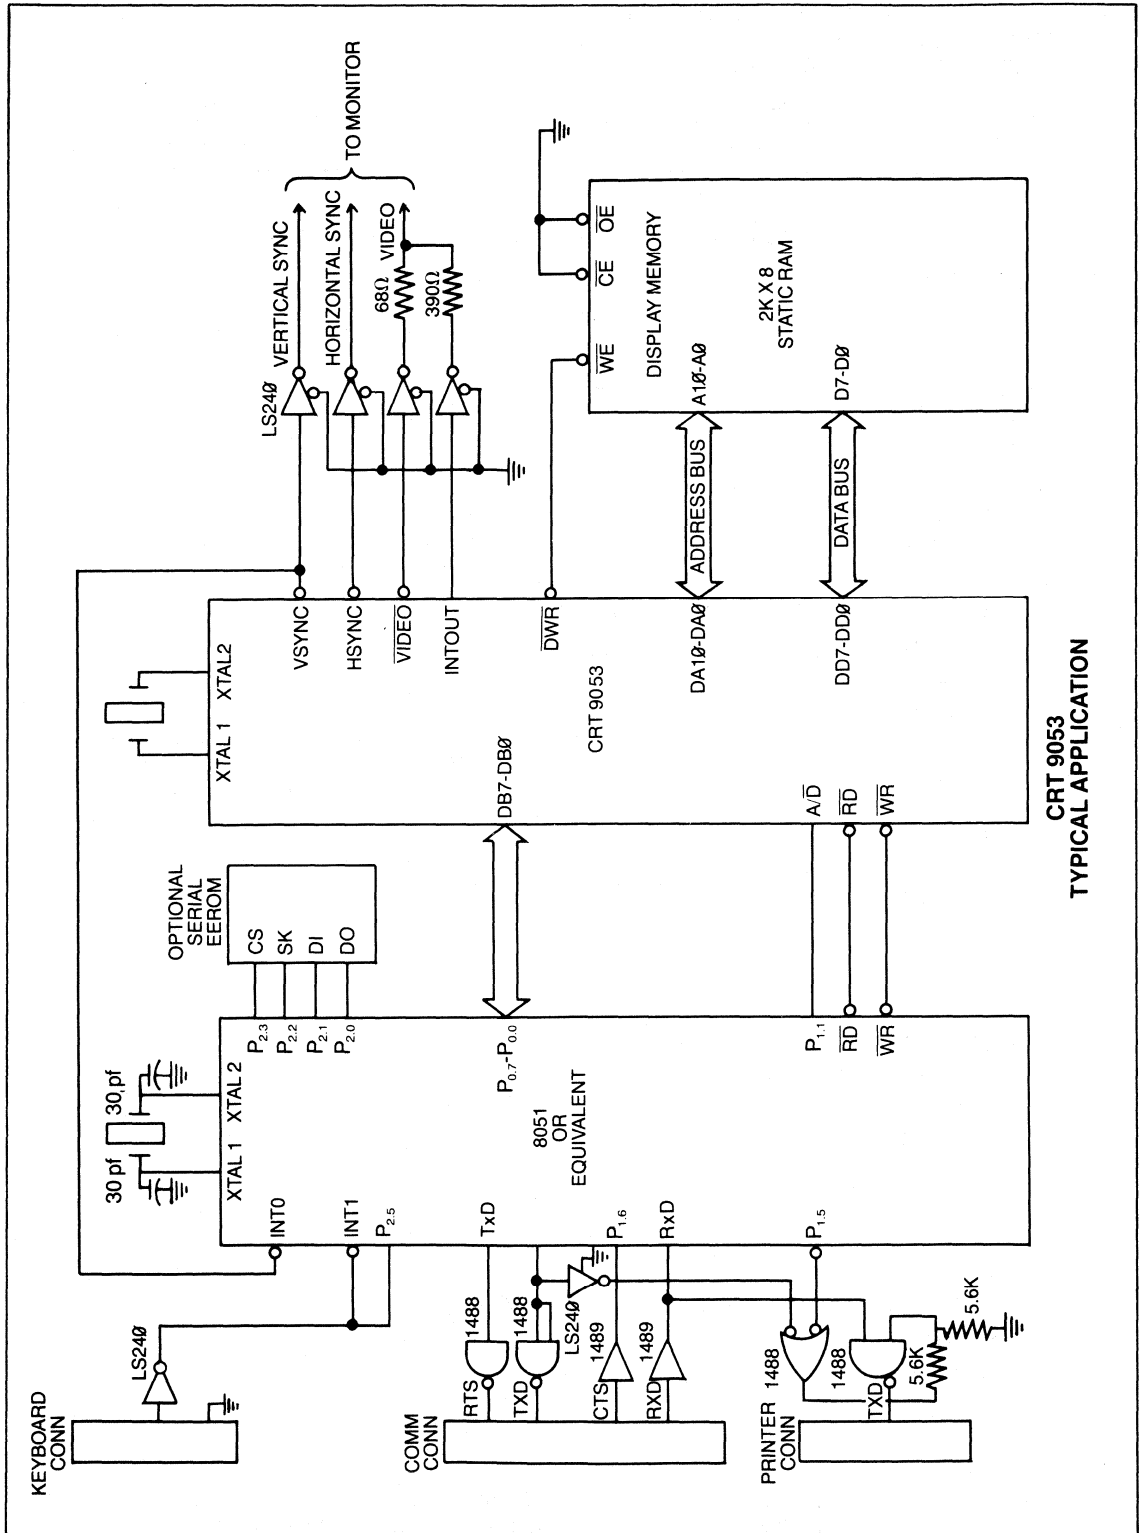 KEYBOARD
CONN
LS240
COMM
CONN
RTS
1488
TXD
1488
LS240
CTS
1489
RXD
1489
PRINTER
CONN
1488
1488
TXD
5.6K
5.6K
30 pf
30 pf
XTAL 1
XTAL 2
INT0
INT1
P2.5
TxD
P1.6
RxD
P1.5
8051
OR
EQUIVALENT
P2.3
P2.2
P2.1
P2.0
P0.7-P0.0
P1.1
RD
WR
OPTIONAL
SERIAL
EEROM
CS
SK
DI
DO
XTAL 1
XTAL2
DB7-DB0
A/D
RD
WR
CRT 9053
VSYNC
HSYNC
VIDEO
INTOUT
DWR
DA10-DA0
DD7-DD0
LS240
VERTICAL SYNC
HORIZONTAL SYNC
68Ω
VIDEO
390Ω
TO MONITOR
ADDRESS BUS
DATA BUS
WE
CE
OE
DISPLAY MEMORY
A10-A0
2K X 8
STATIC RAM
D7-D0
CRT 9053
TYPICAL APPLICATION